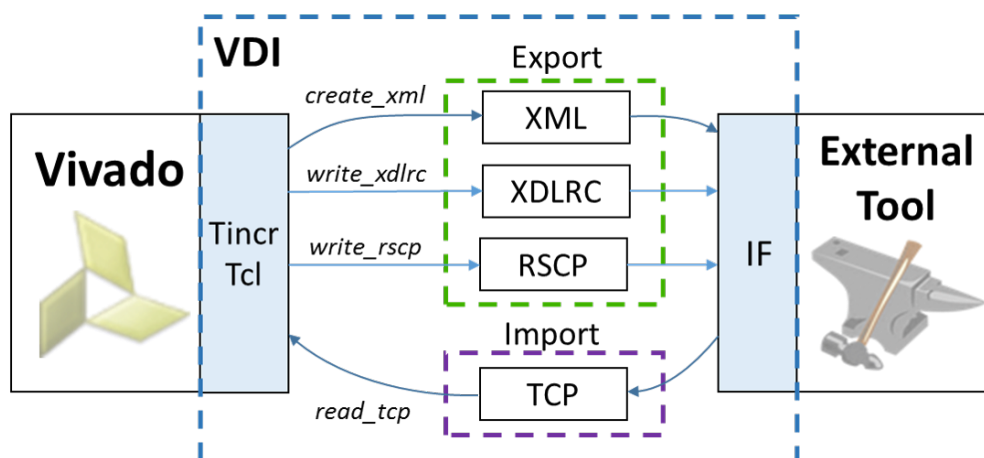 VDI
Export
create_xml
XML
Vivado
External
Tool
write_xdlrc
XDLRC
Tincr
Tcl
write_rscp
RSCP
IF
Import
TCP
read_tcp